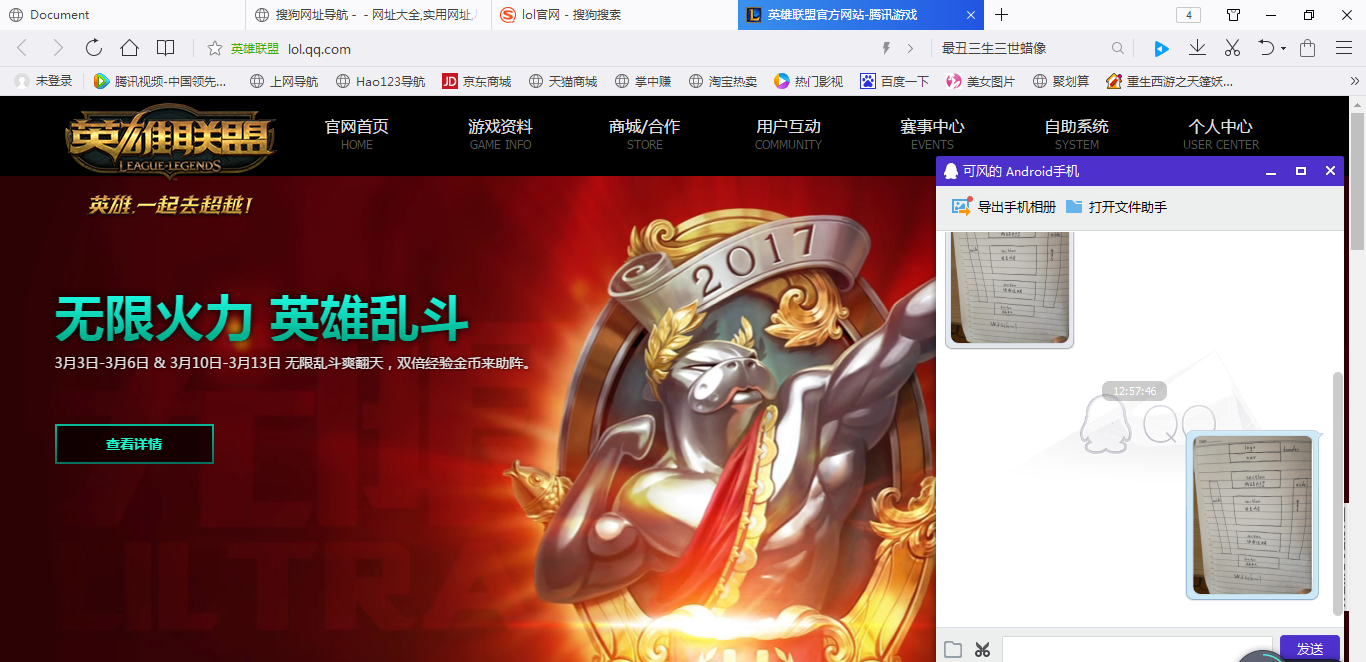 Document
搜狗网址导航 - - 网址大全,实用网址,
lol官网 - 搜狗搜索
英雄联盟官方网站-腾讯游戏
4
英雄联盟 lol.qq.com
最丑三生三世蜡像
未登录
腾讯视频-中国领先...
上网导航
Hao123导航
JD 京东商城
天猫商城
掌中赚
淘宝热卖
热门影视
百度一下
美女图片
聚划算
重生西游之天篷妖...
英雄联盟
LEAGUE OF LEGENDS
英雄,一起去超越!
官网首页
HOME
游戏资料
GAME INFO
商城/合作
STORE
用户互动
COMMUNITY
赛事中心
EVENTS
自助系统
SYSTEM
个人中心
USER CENTER
2017
无限火力 英雄乱斗
3月3日-3月6日 & 3月10日-3月13日 无限乱斗爽翻天，双倍经验金币来助阵。
查看详情
ULTRA
可风的 Android手机
导出手机相册
打开文件助手
section
12:57:46
QQ
logo
header
nav
section
section
发送